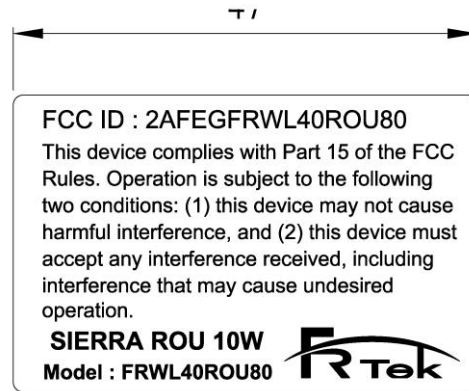 FCC ID : 2AFEGFRWL40ROU80
This device complies with Part 15 of the FCC
Rules. Operation is subject to the following
two conditions: (1) this device may not cause
harmful interference, and (2) this device must
accept any interference received, including
interference that may cause undesired
operation.
SIERRA ROU 10W
Model : FRWL40ROU80
FRTek